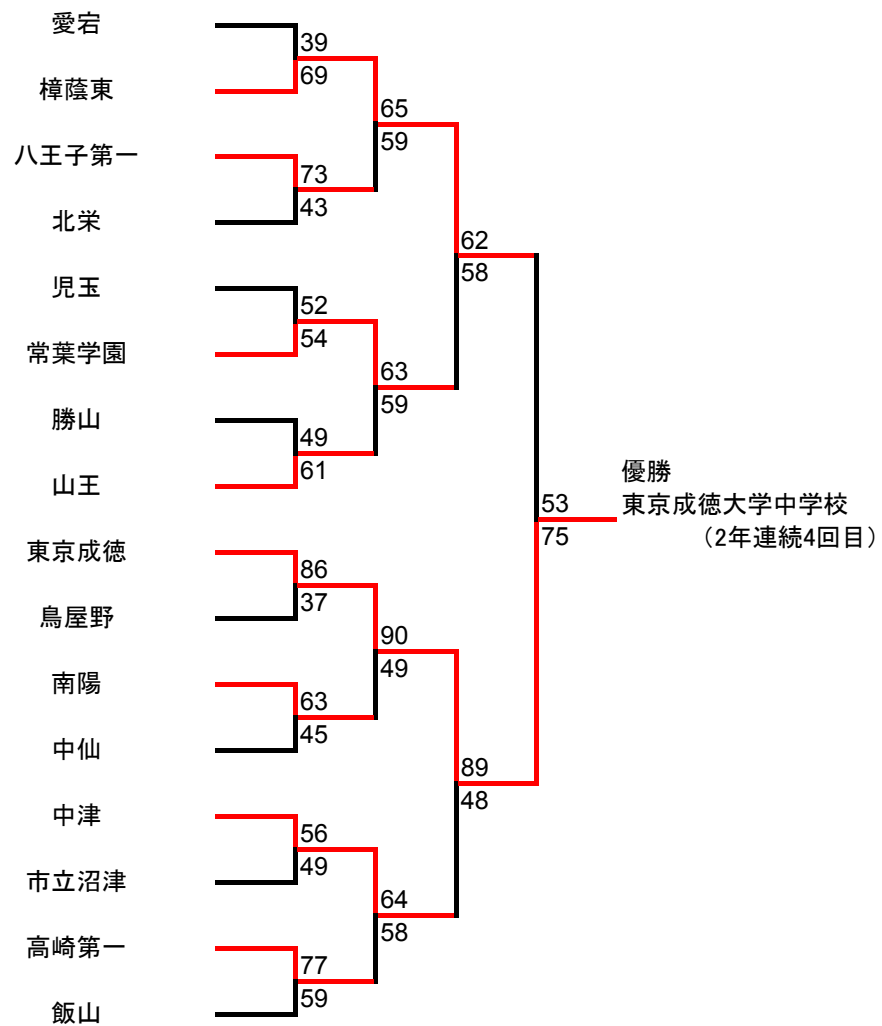 愛宕
39
樟蔭東
69
65
59
八王子第一
73
北栄
43
62
58
児玉
52
常葉学園
54
63
59
勝山
49
山王
61
優勝
東京成徳大学中学校
(2年連続4回目)
53
75
東京成徳
86
鳥屋野
37
90
49
南陽
63
中仙
45
89
48
中津
56
市立沼津
49
64
58
高崎第一
77
飯山
59